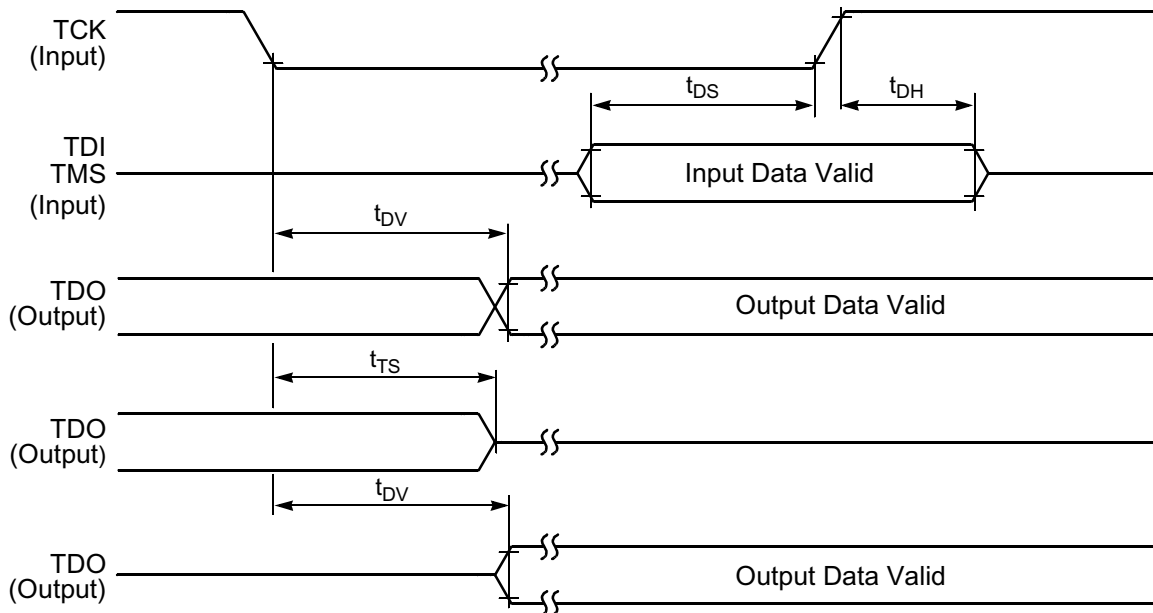 TCK
(Input)
tDS
tDH
TDI
TMS
(Input)
Input Data Valid
tDV
TDO
(Output)
Output Data Valid
tTS
TDO
(Output)
tDV
TDO
(Output)
Output Data Valid